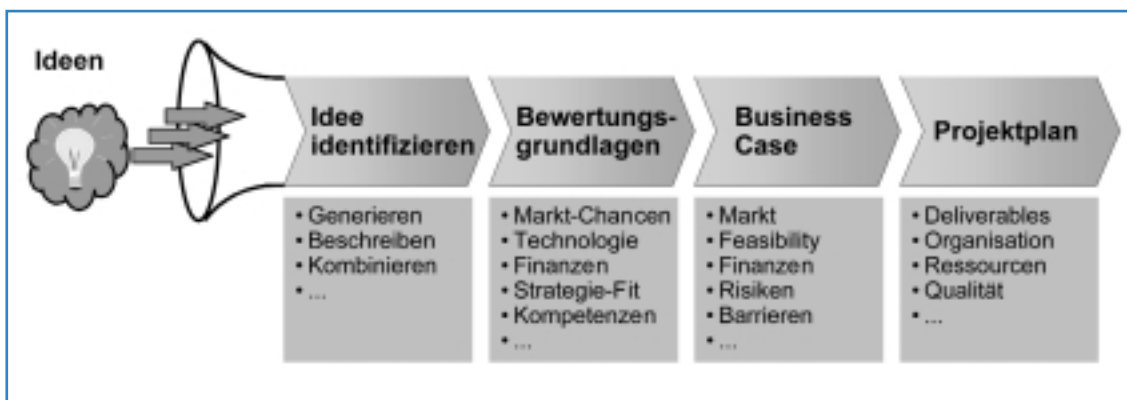 Ideen
Idee
identifizieren
• Generieren
• Beschreiben
• Kombinieren
• ...
Bewertungs-
grundlagen
• Markt-Chancen
• Technologie
• Finanzen
• Strategie-Fit
• Kompetenzen
• ...
Business
Case
• Markt
• Feasibility
• Finanzen
• Risiken
• Barrieren
• ...
Projektplan
• Deliverables
• Organisation
• Ressourcen
• Qualität
• ...